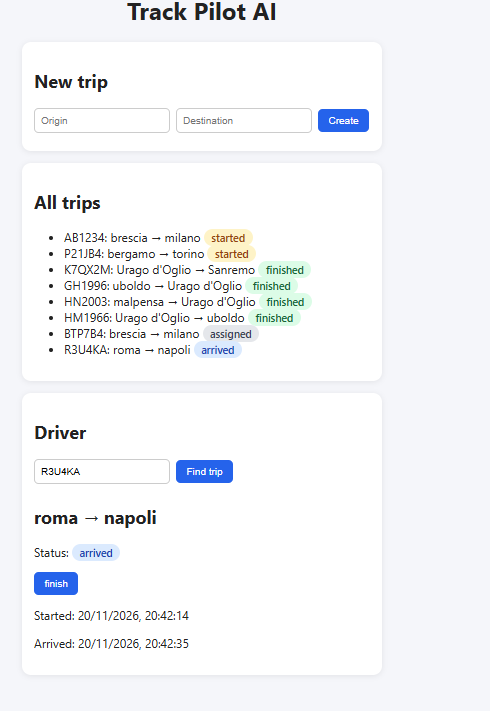 Track Pilot AI
New trip
Origin Destination Create
All trips
AB1234: brescia → milano started
P21JB4: bergamo → torino started
K7QX2M: Urago d'Oglio → Sanremo finished
GH1996: uboldo → Urago d'Oglio finished
HN2003: malpensa → Urago d'Oglio finished
HM1966: Urago d'Oglio → uboldo finished
BTP7B4: brescia → milano assigned
R3U4KA: roma → napoli arrived
Driver
R3U4KA Find trip
roma → napoli
Status: arrived
finish
Started: 20/11/2026, 20:42:14
Arrived: 20/11/2026, 20:42:35